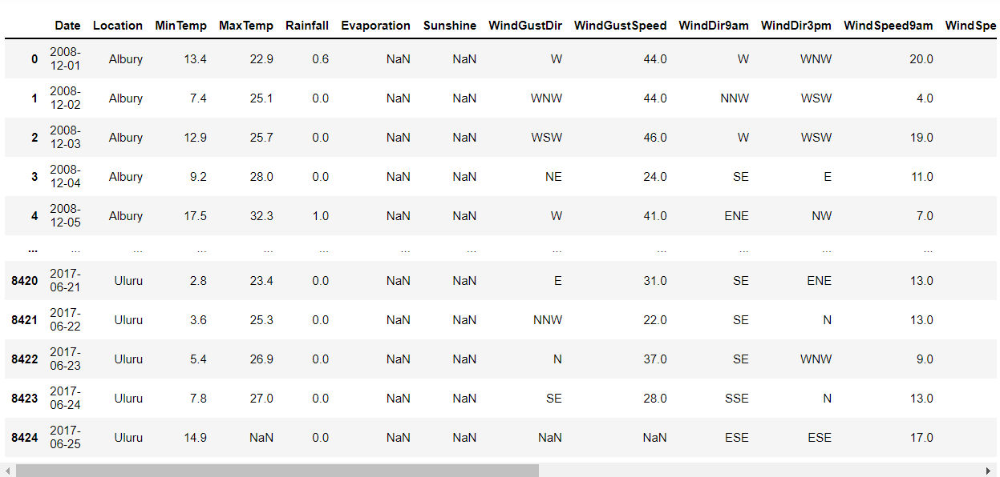 Date Location MinTemp MaxTemp Rainfall Evaporation Sunshine WindGustDir WindGustSpeed WindDir9am WindDir3pm WindSpeed9am WindSpe
0 2008-12-01 Albury 13.4 22.9 0.6 NaN NaN W 44.0 W WNW 20.0
1 2008-12-02 Albury 7.4 25.1 0.0 NaN NaN WNW 44.0 NNW WSW 4.0
2 2008-12-03 Albury 12.9 25.7 0.0 NaN NaN WSW 46.0 W WSW 19.0
3 2008-12-04 Albury 9.2 28.0 0.0 NaN NaN NE 24.0 SE E 11.0
4 2008-12-05 Albury 17.5 32.3 1.0 NaN NaN W 41.0 ENE NW 7.0
... ... ... ... ... ... ... ... ... ... ... ... ...
8420 2017-06-21 Uluru 2.8 23.4 0.0 NaN NaN E 31.0 SE ENE 13.0
8421 2017-06-22 Uluru 3.6 25.3 0.0 NaN NaN NNW 22.0 SE N 13.0
8422 2017-06-23 Uluru 5.4 26.9 0.0 NaN NaN N 37.0 SE WNW 9.0
8423 2017-06-24 Uluru 7.8 27.0 0.0 NaN NaN SE 28.0 SSE N 13.0
8424 2017-06-25 Uluru 14.9 NaN 0.0 NaN NaN NaN NaN ESE ESE 17.0